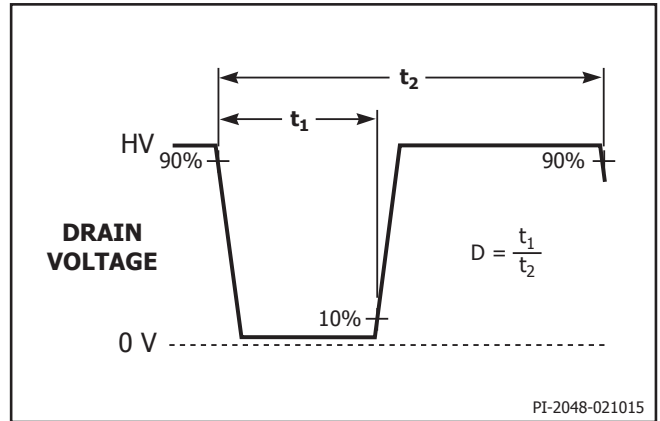 t2
t1
HV
90%
90%
DRAIN
VOLTAGE
D = t1
t2
10%
0 V
PI-2048-021015